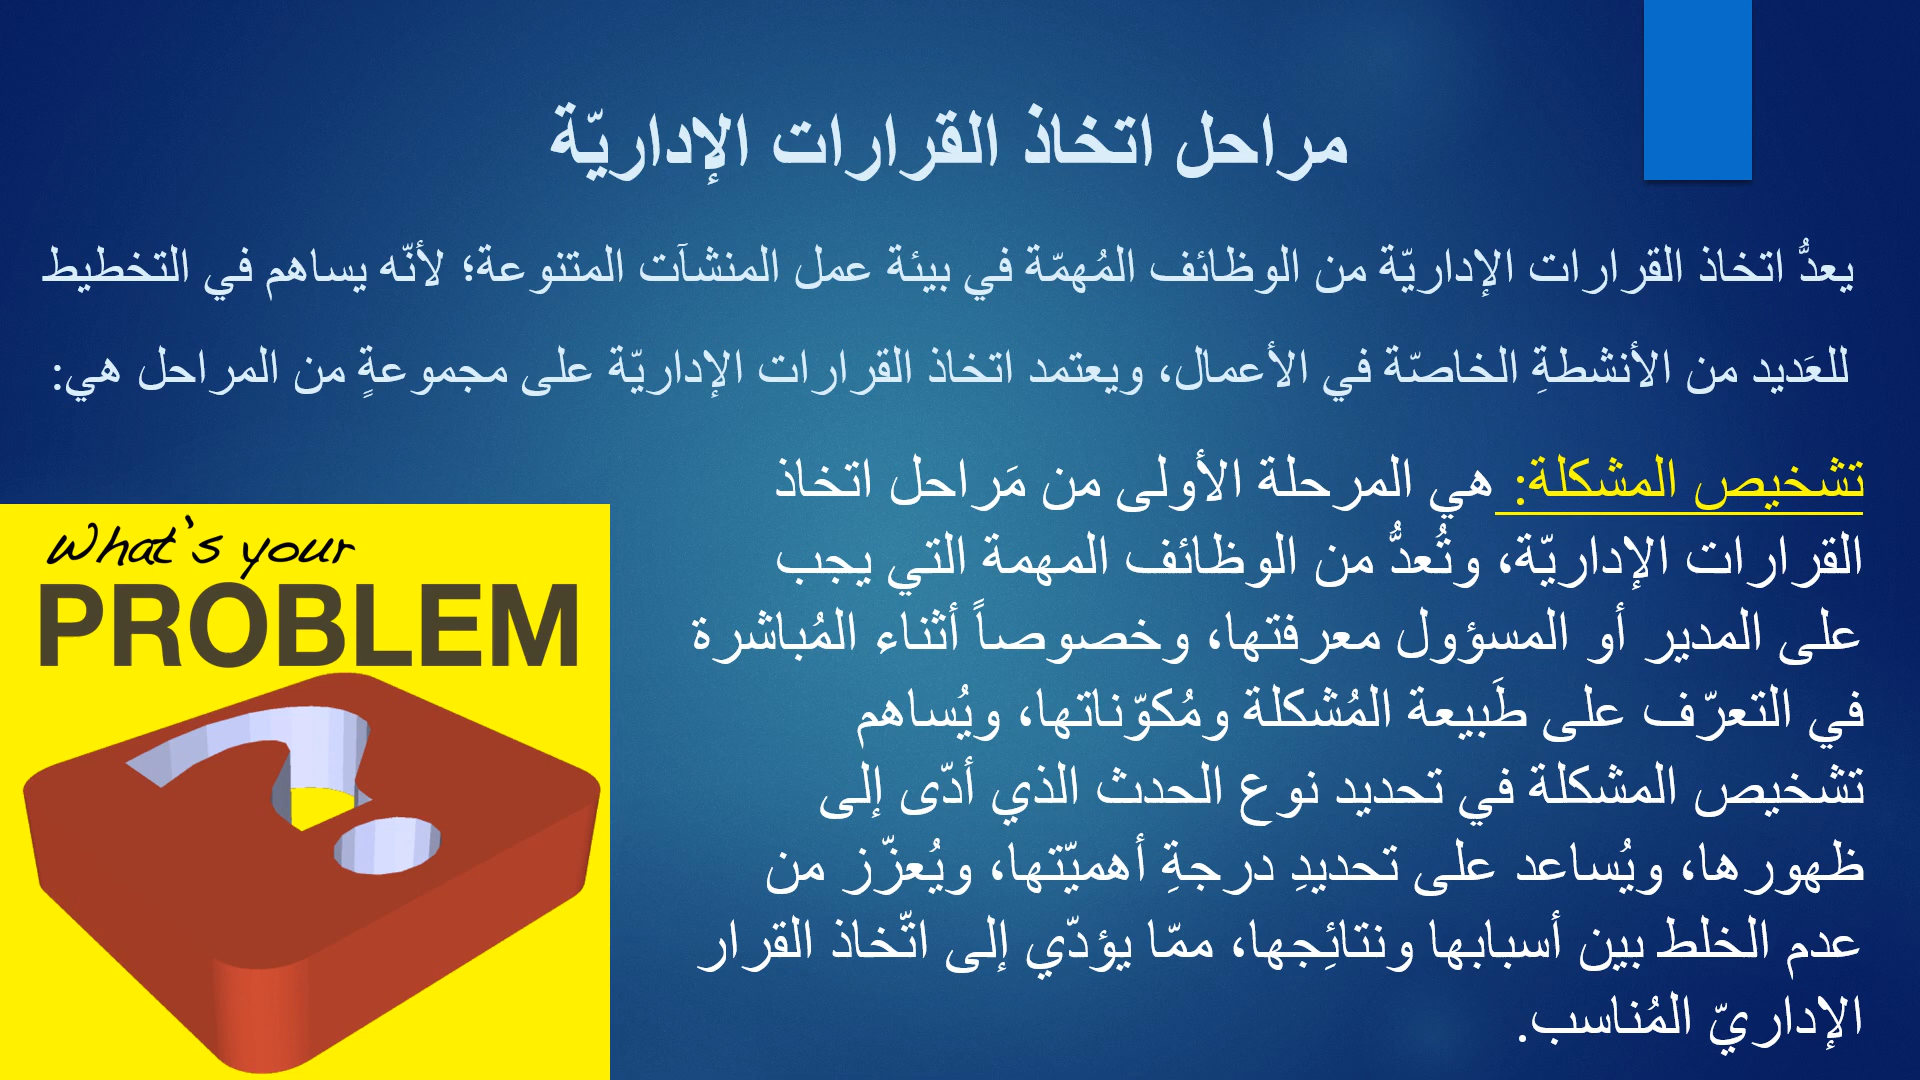 مراحل اتخاذ القرارات الإداريّة
يعدُّ اتخاذ القرارات الإداريّة من الوظائف المُهمّة في بيئة عمل المنشآت المتنوعة؛ لأنّه يساهم في التخطيط
للعَديد من الأنشطةِ الخاصّة في الأعمال، ويعتمد اتخاذ القرارات الإداريّة على مجموعةٍ من المراحل هي:
تشخيص المشكلة: هي المرحلة الأولى من مَراحل اتخاذ
القرارات الإداريّة، وتُعدُّ من الوظائف المهمة التي يجب
على المدير أو المسؤول معرفتها، وخصوصاً أثناء المُباشرة
في التعرّف على طَبيعة المُشكلة ومُكوّناتها، ويُساهم
تشخيص المشكلة في تحديد نوع الحدث الذي أدّى إلى
ظهورها، ويُساعد على تحديدِ درجةِ أهميّتها، ويُعزّز من
عدم الخلط بين أسبابها ونتائِجها، ممّا يؤدّي إلى اتّخاذ القرار
الإداريّ المُناسب.
What's your
PROBLEM
?